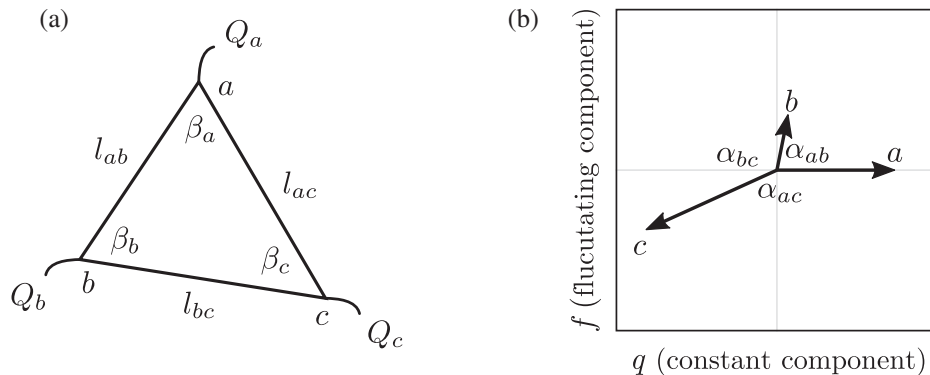 (a)
Q_a
a
β_a
l_ab
l_ac
β_b
β_c
Q_b
b
l_bc
c
Q_c
(b)
f (flucutating component)
b
α_bc
α_ab
a
α_ac
c
q (constant component)